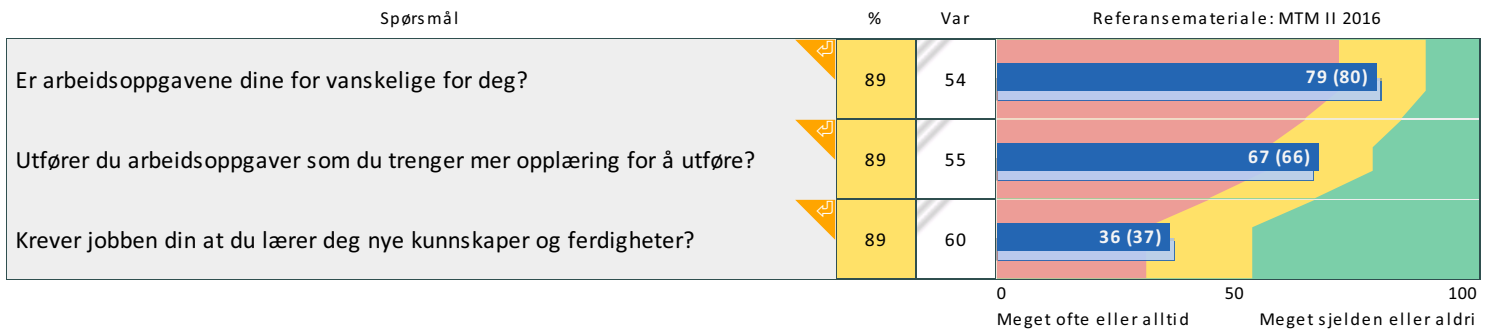 Spørsmål % Var Referansemateriale: MTM II 2016
Er arbeidsoppgavene dine for vanskelige for deg? 89 54 79 (80)
Utfører du arbeidsoppgaver som du trenger mer opplæring for å utføre? 89 55 67 (66)
Krever jobben din at du lærer deg nye kunnskaper og ferdigheter? 89 60 36 (37)
0 50 100
Meget ofte eller alltid Meget sjelden eller aldri